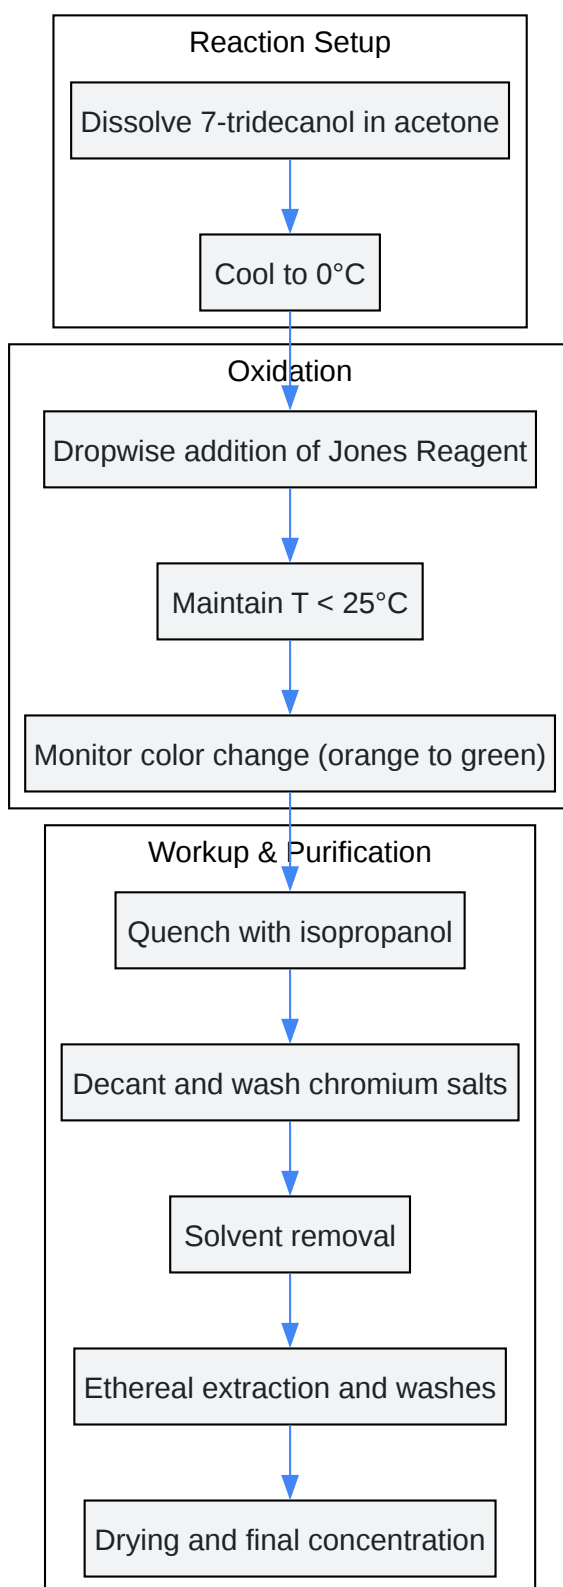 Reaction Setup
Dissolve 7-tridecanol in acetone
Cool to 0°C
Oxidation
Dropwise addition of Jones Reagent
Maintain T < 25°C
Monitor color change (orange to green)
Workup & Purification
Quench with isopropanol
Decant and wash chromium salts
Solvent removal
Ethereal extraction and washes
Drying and final concentration